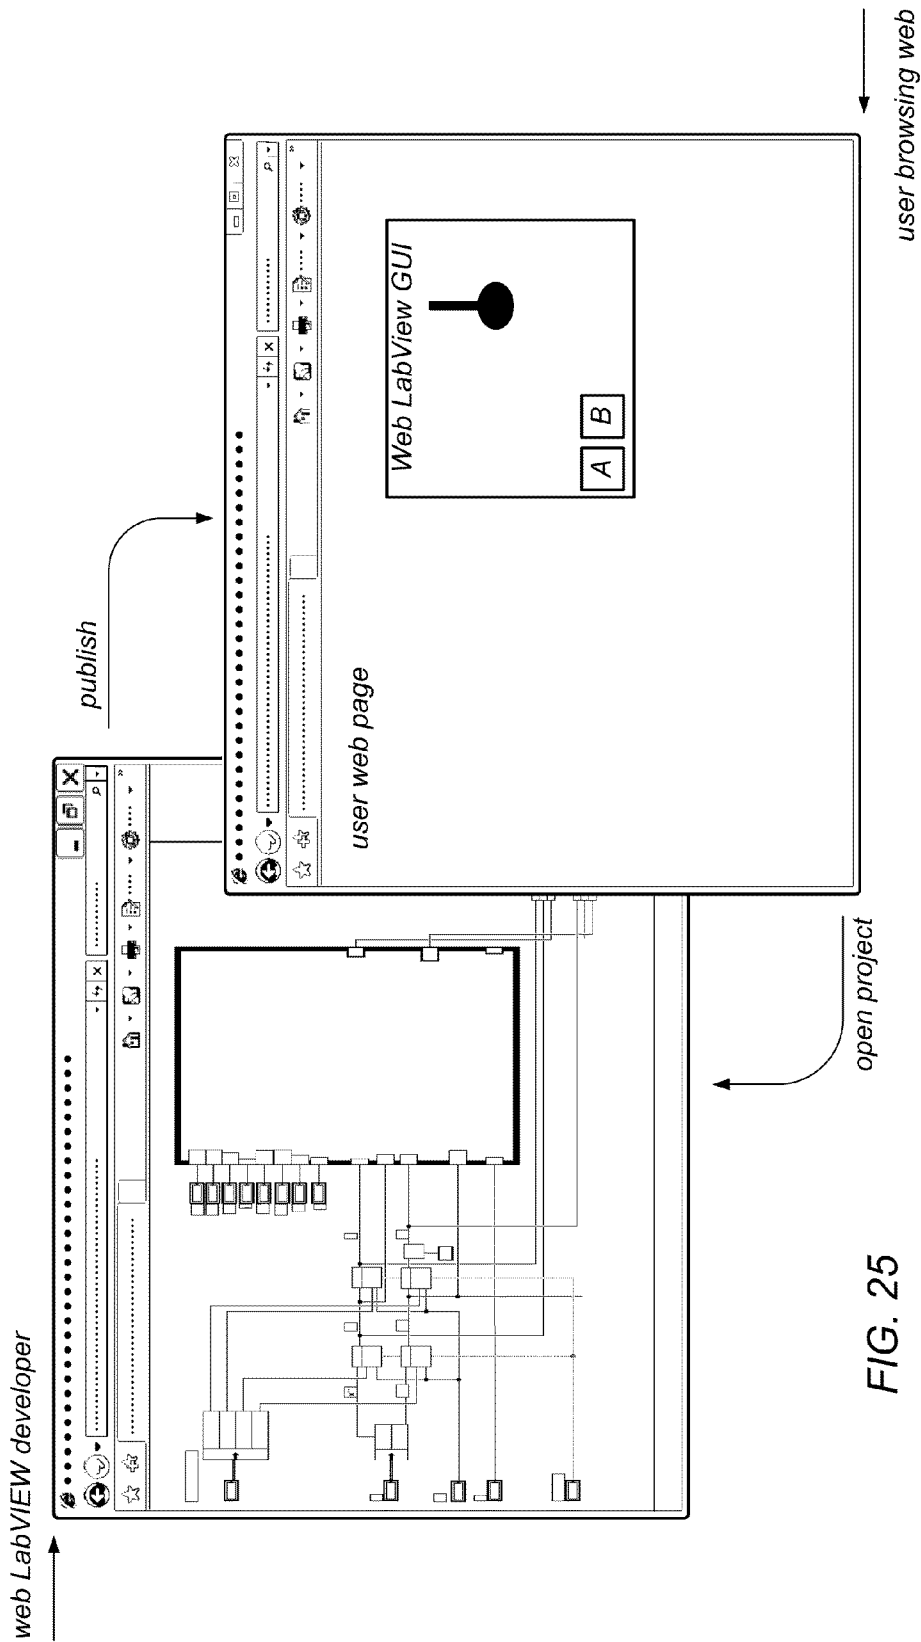 web LabVIEW developer
publish
user web page
Web LabView GUI
A B
open project
user browsing web
FIG. 25